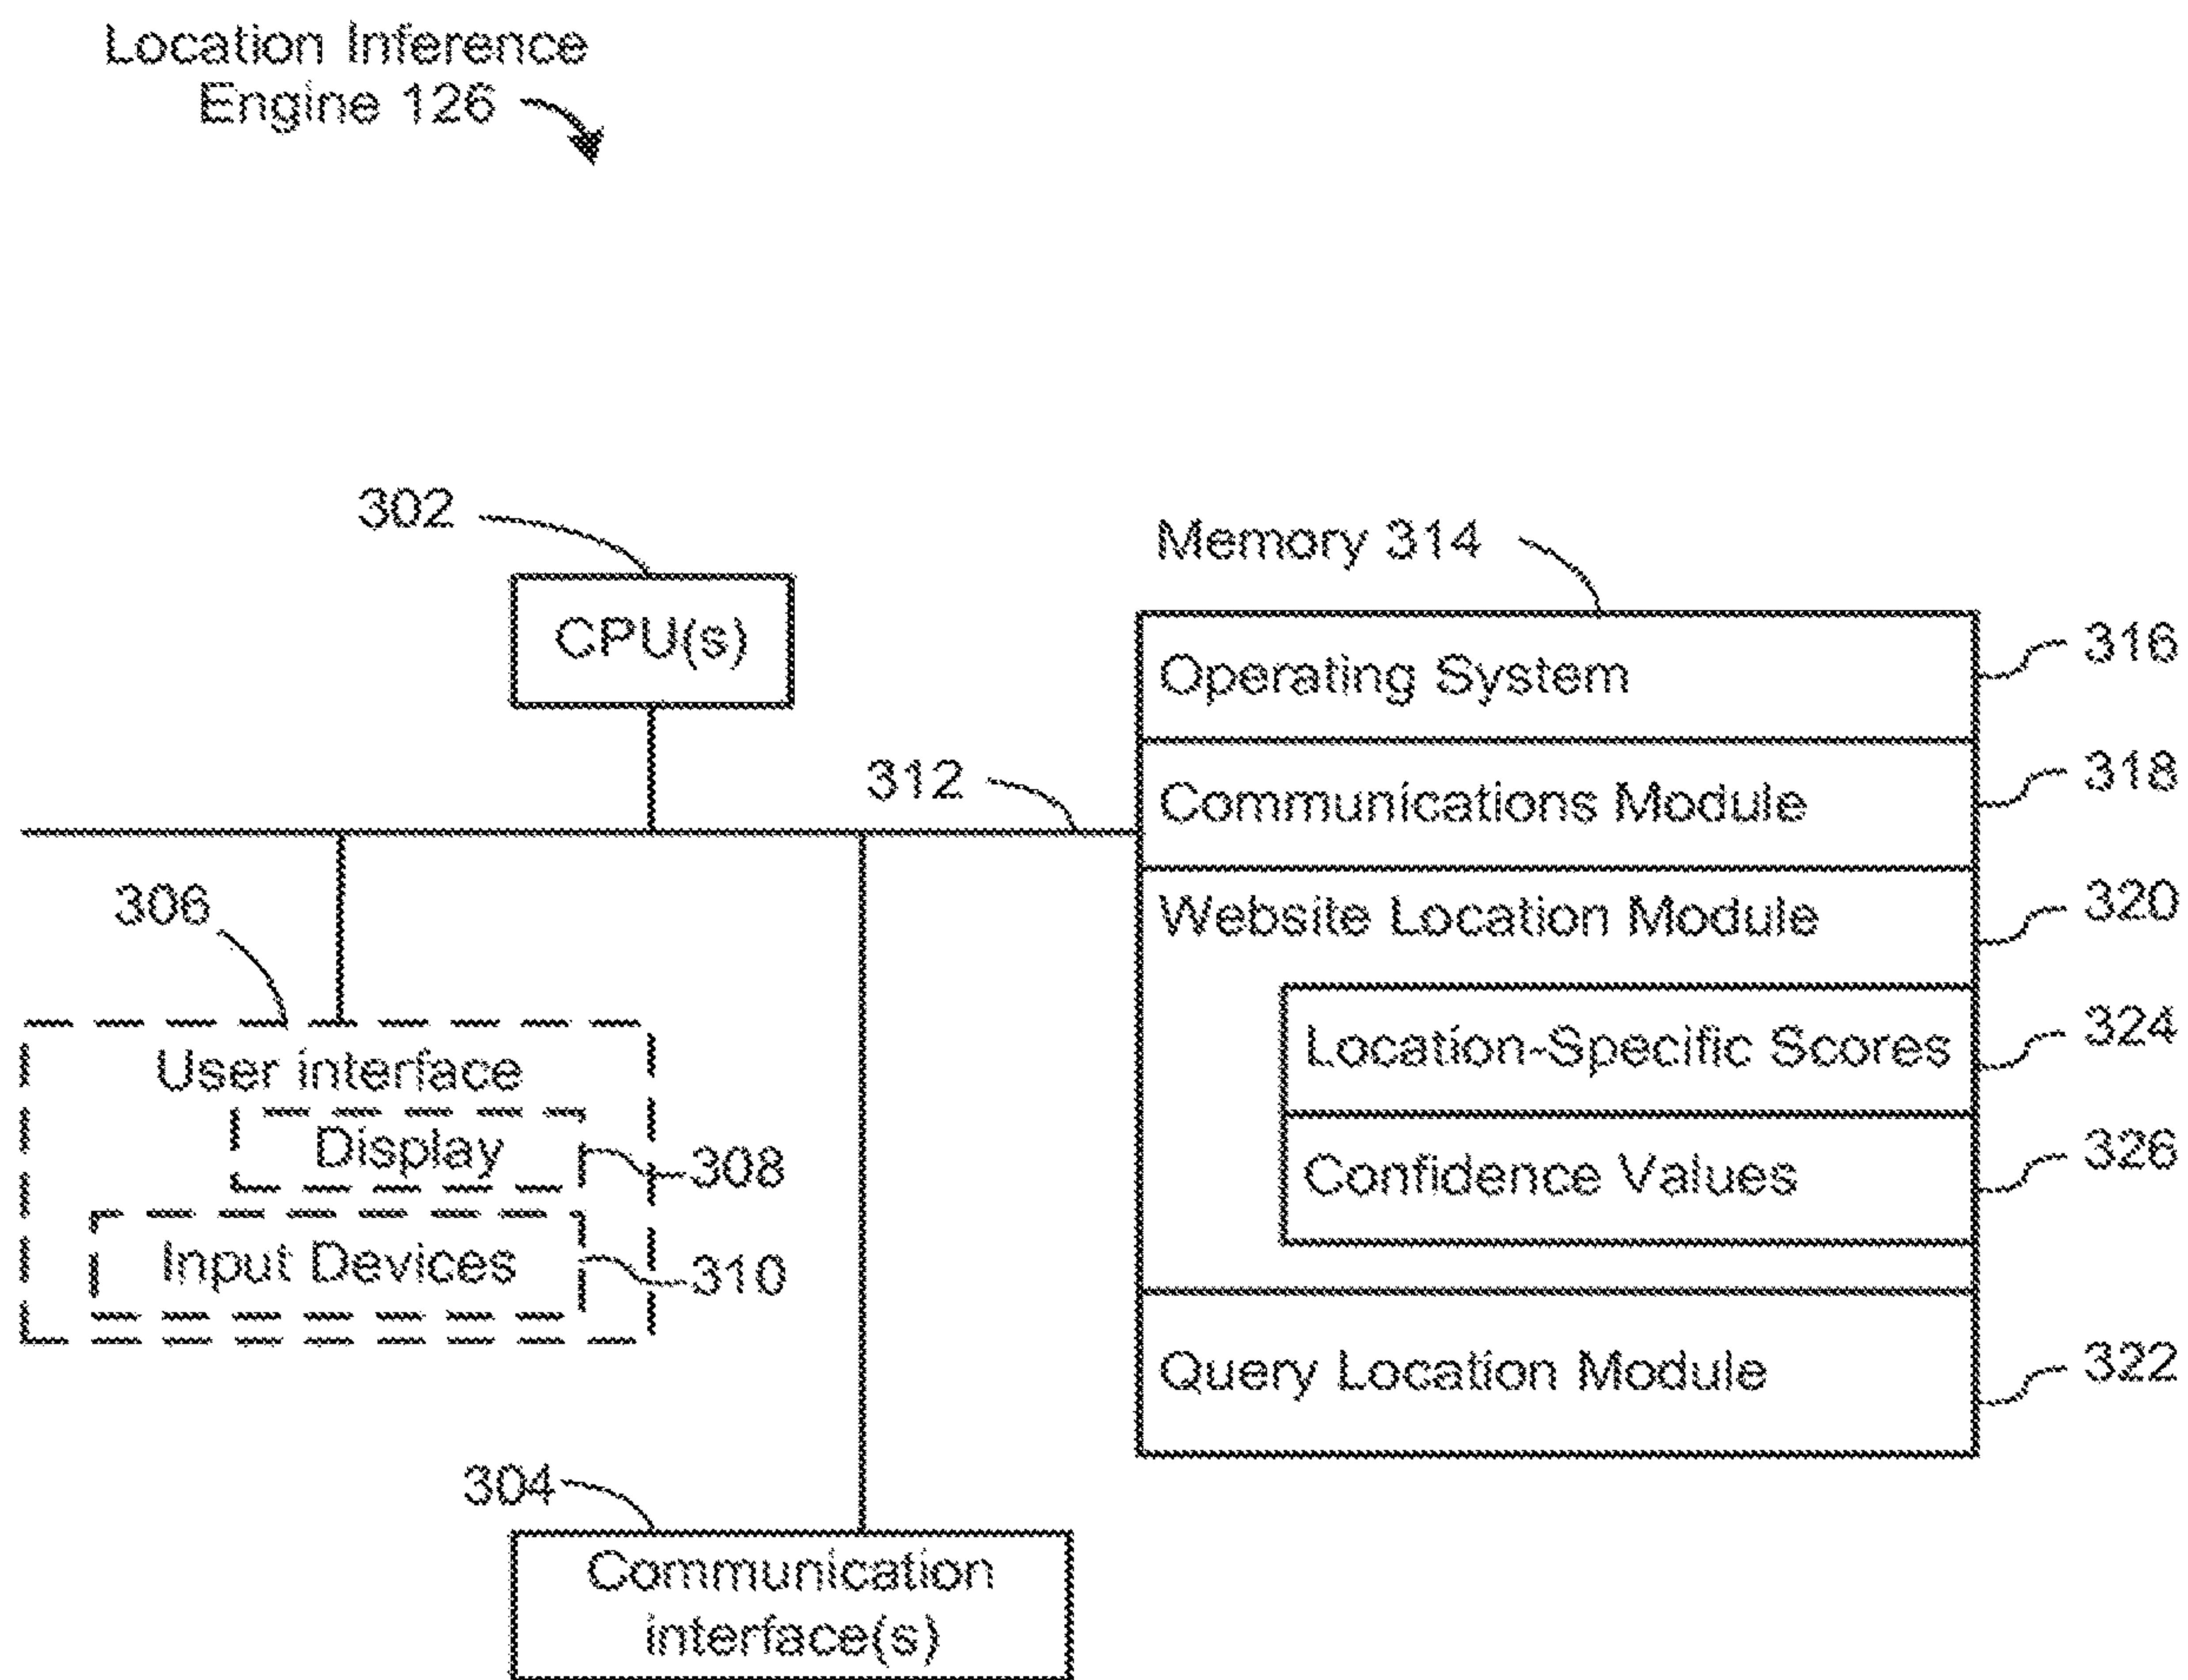 Location Inference
Engine 126
302
CPU(s)
312
306
User interface
Display
308
Input Devices
310
304
Communication
interface(s)
Memory 314
Operating System
316
Communications Module
318
Website Location Module
320
Location-Specific Scores
324
Confidence Values
326
Query Location Module
322